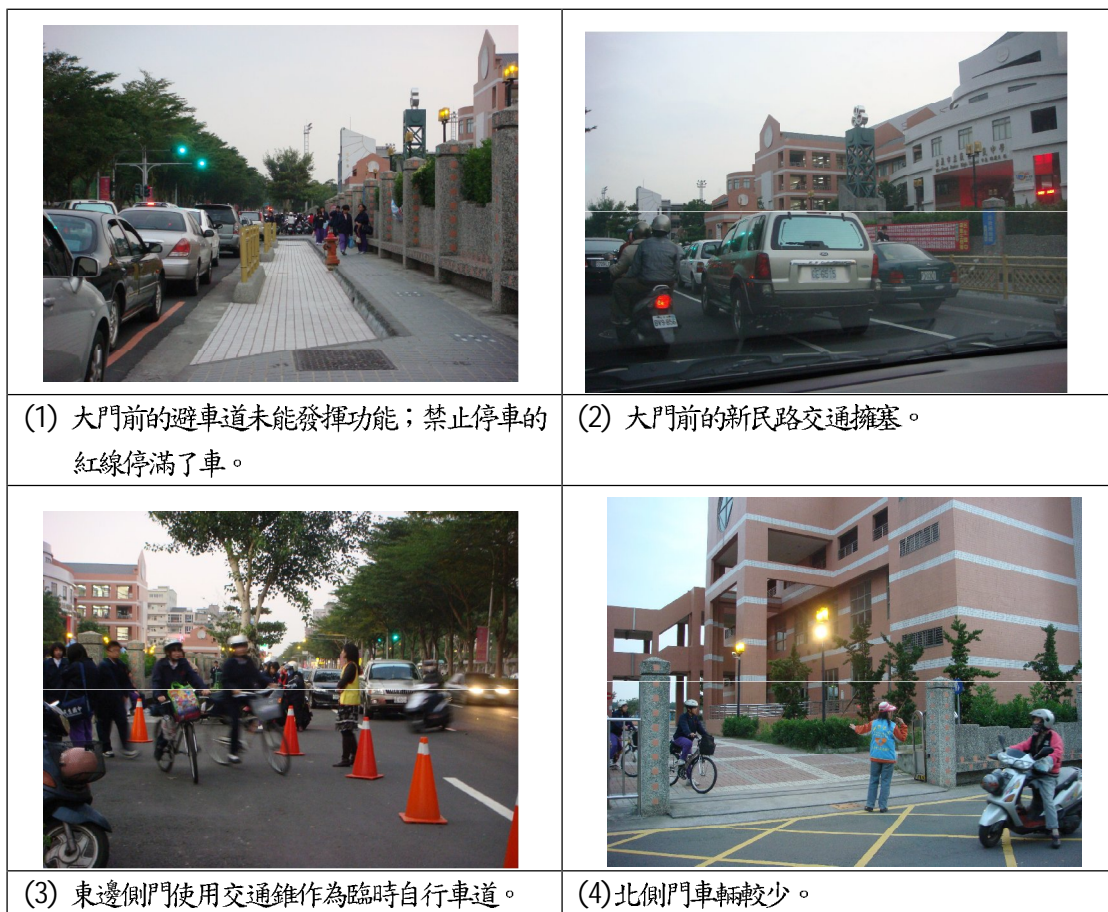 (1) 大門前的避車道未能發揮功能；禁止停車的
紅線停滿了車。
(2) 大門前的新民路交通擁塞。
(3) 東邊側門使用交通錐作為臨時自行車道。
(4)北側門車輛較少。